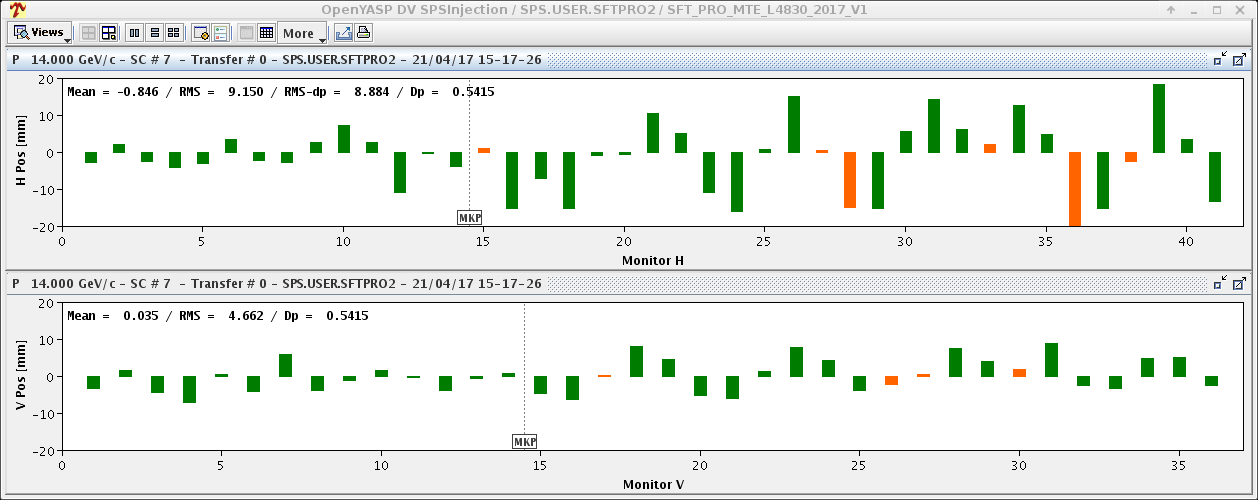 OpenYASP DV SPSInjection / SPS.USER.SFTPRO2 / SFT_PRO_MTE_L4830_2017_V1
Views More
P 14.000 GeV/c - SC # 7 - Transfer # 0 - SPS.USER.SFTPRO2 - 21/04/17 15-17-26
Mean = -0.846 / RMS = 9.150 / RMS-dp = 8.884 / Dp = 0.5415
H Pos [mm]
20
10
0
-10
-20
MKP
0 5 10 15 20 25 30 35 40
Monitor H
P 14.000 GeV/c - SC # 7 - Transfer # 0 - SPS.USER.SFTPRO2 - 21/04/17 15-17-26
Mean = 0.035 / RMS = 4.662 / Dp = 0.5415
V Pos [mm]
20
10
0
-10
-20
MKP
0 5 10 15 20 25 30 35
Monitor V